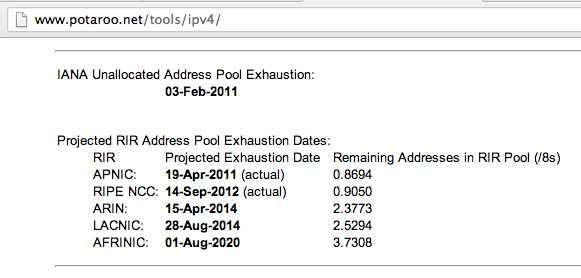 www.potaroo.net/tools/ipv4/
IANA Unallocated Address Pool Exhaustion:
03-Feb-2011
Projected RIR Address Pool Exhaustion Dates:
RIR Projected Exhaustion Date Remaining Addresses in RIR Pool (/8s)
APNIC: 19-Apr-2011 (actual) 0.8694
RIPE NCC: 14-Sep-2012 (actual) 0.9050
ARIN: 15-Apr-2014 2.3773
LACNIC: 28-Aug-2014 2.5294
AFRINIC: 01-Aug-2020 3.7308